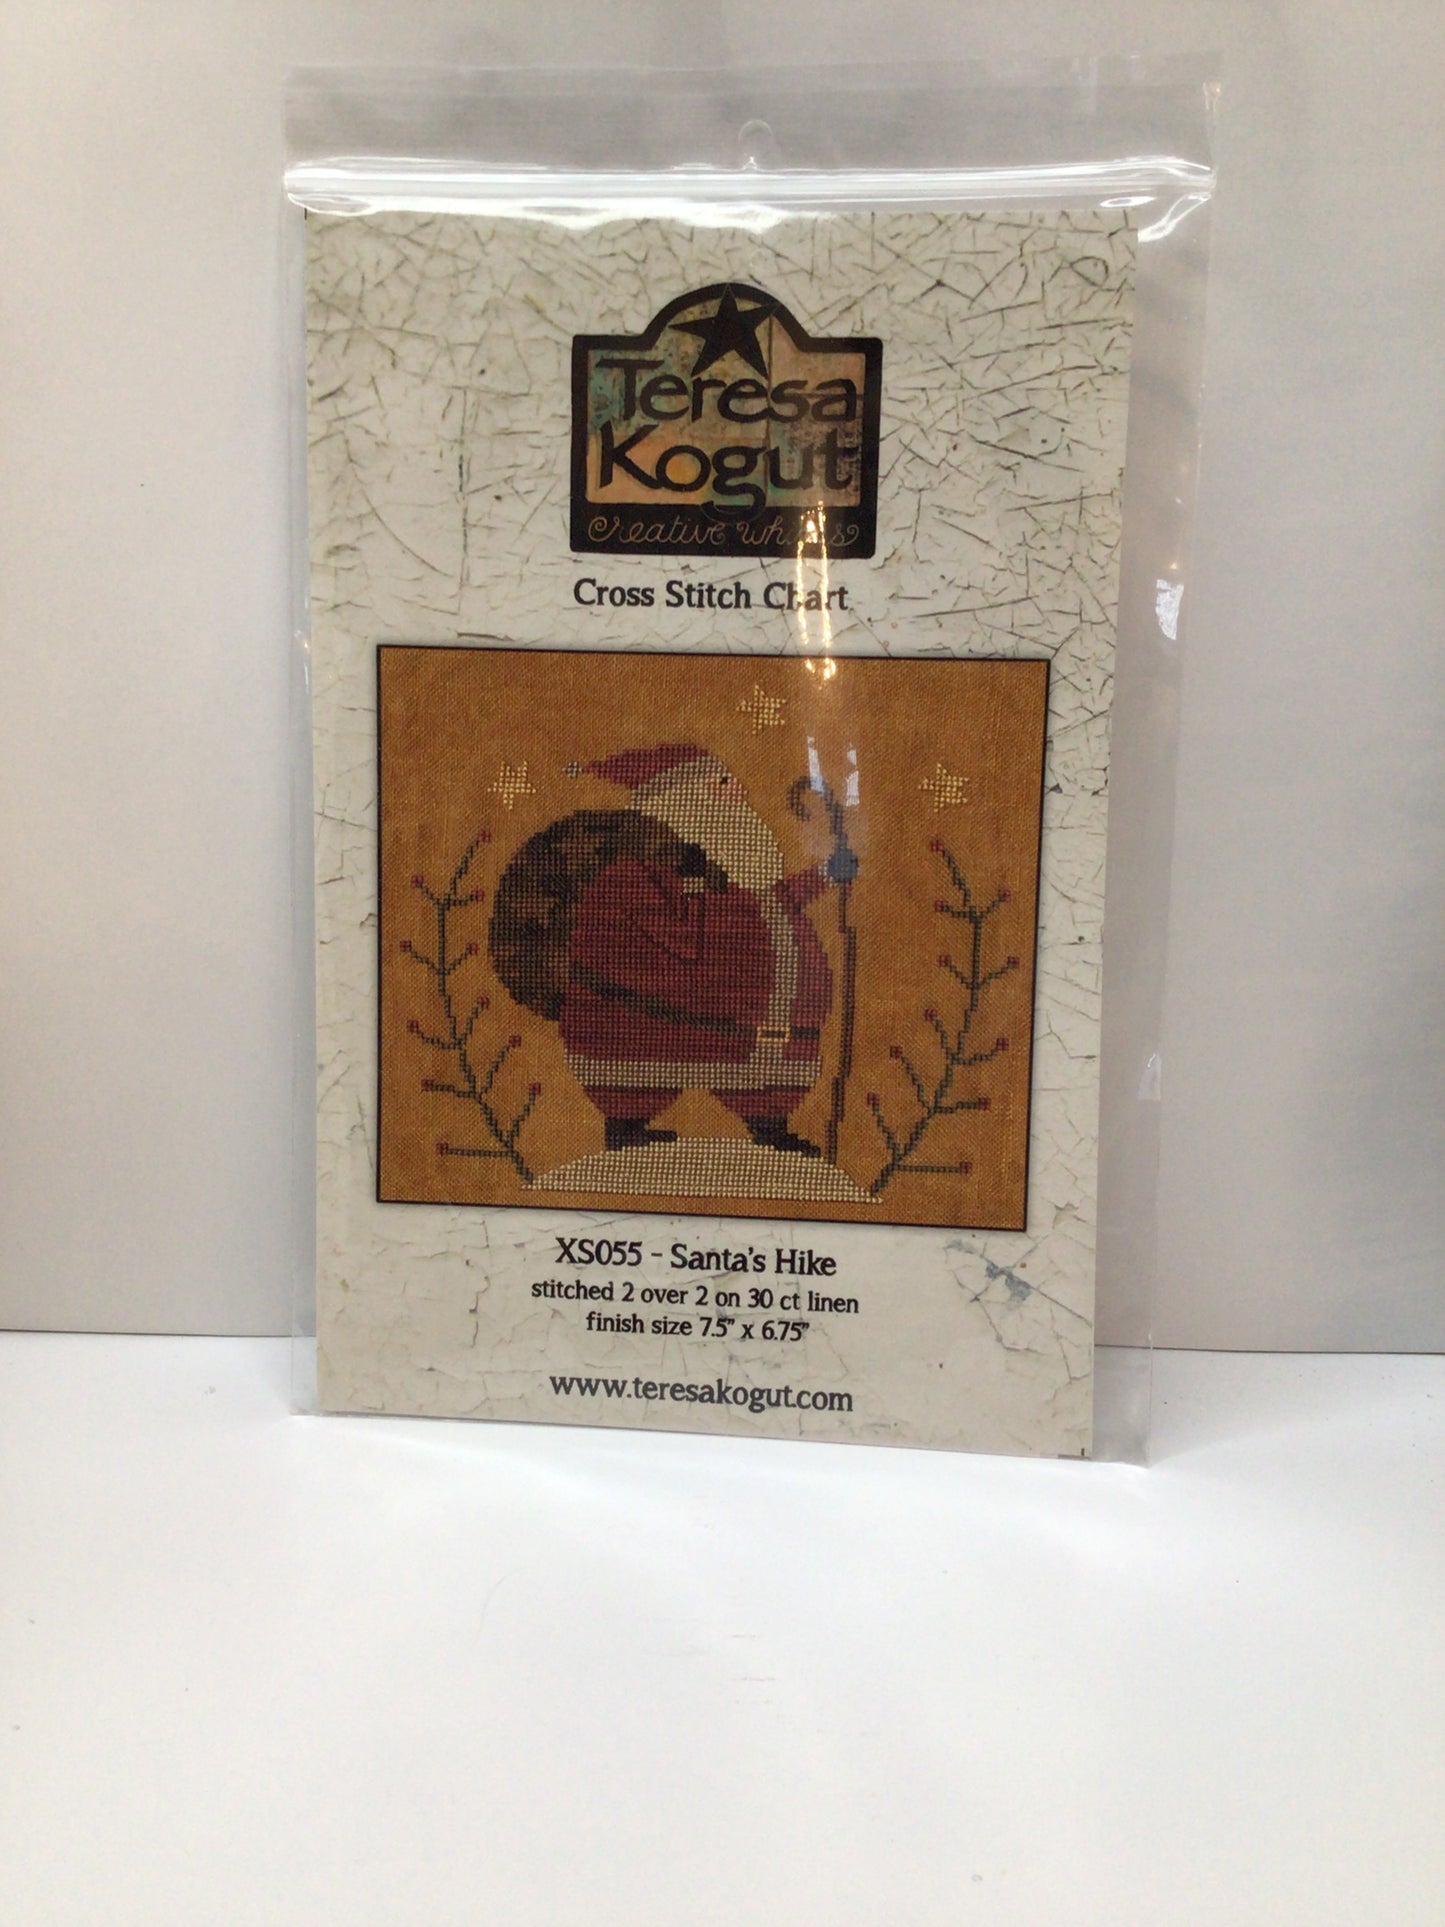 Teresa
Kogut
creative whims
Cross Stitch Chart
XS055 - Santa's Hike
stitched 2 over 2 on 30 ct linen
finish size 7.5" x 6.75"
www.teresakogut.com